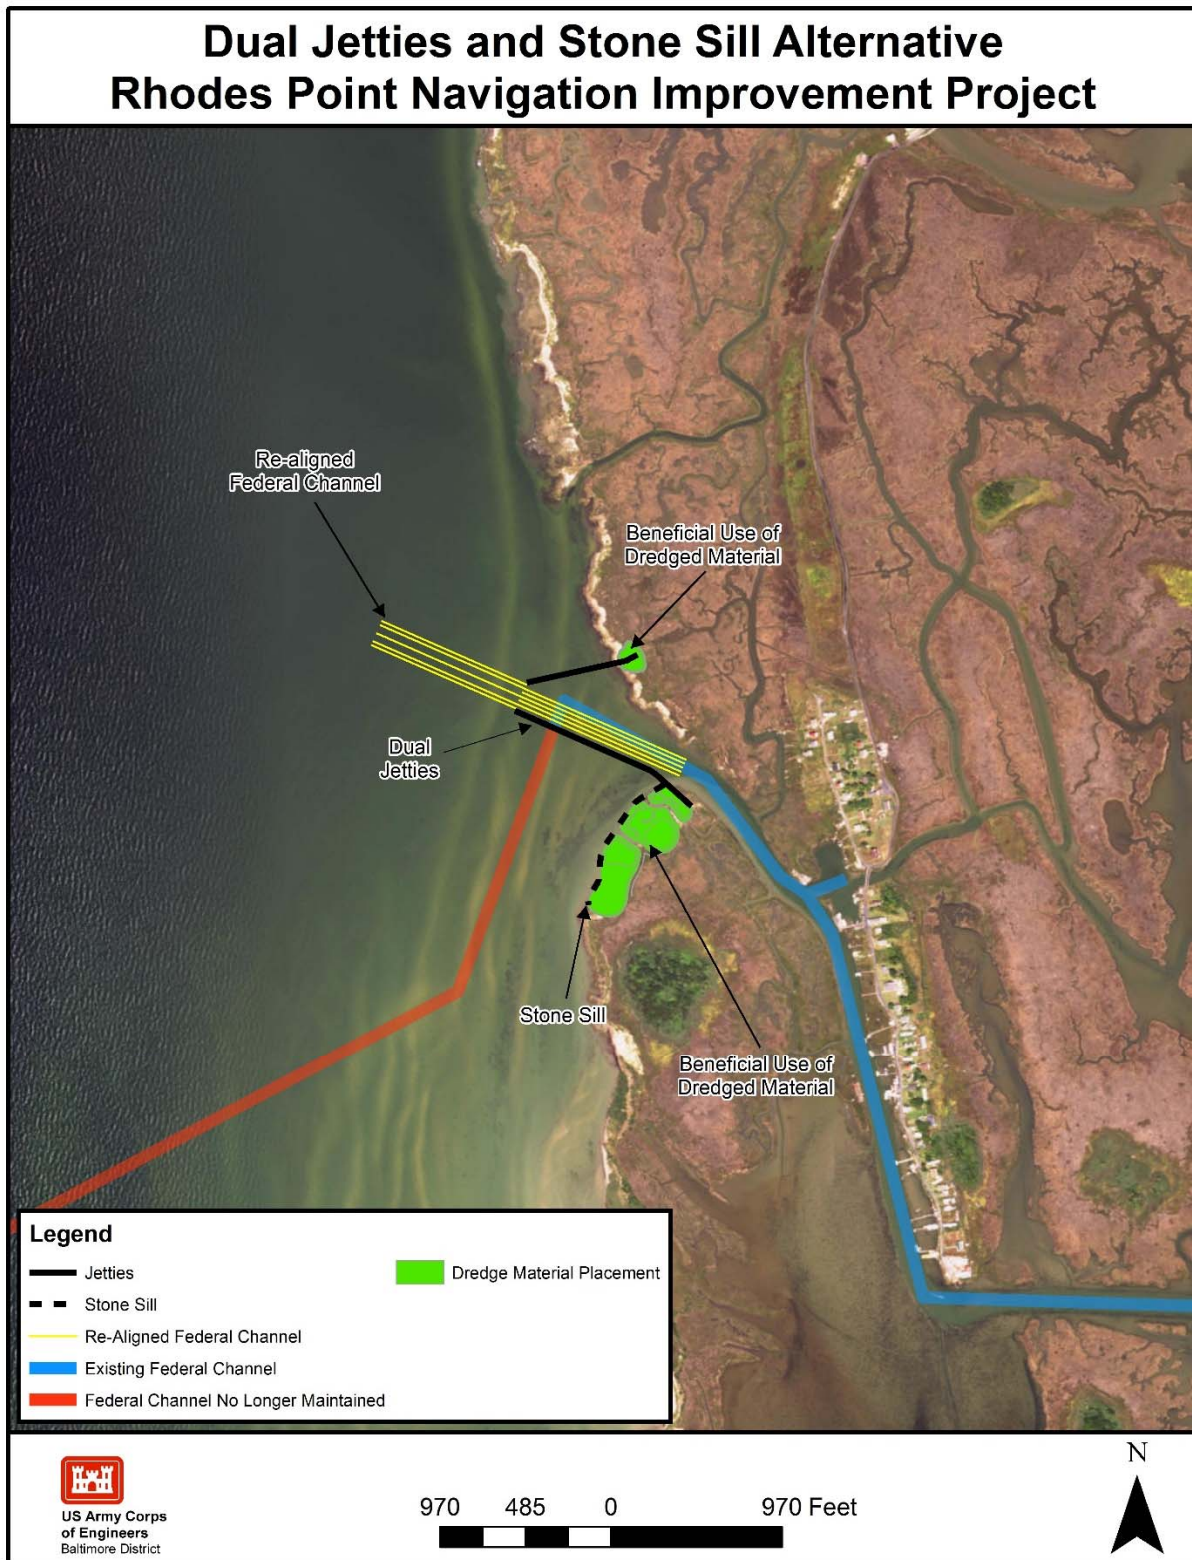 Dual Jetties and Stone Sill Alternative
Rhodes Point Navigation Improvement Project
Re-aligned
Federal Channel
Beneficial Use of
Dredged Material
Dual
Jetties
Stone Sill
Beneficial Use of
Dredged Material
Legend
Jetties
Dredge Material Placement
Stone Sill
Re-Aligned Federal Channel
Existing Federal Channel
Federal Channel No Longer Maintained
US Army Corps
of Engineers
Baltimore District
970 485 0 970 Feet
N